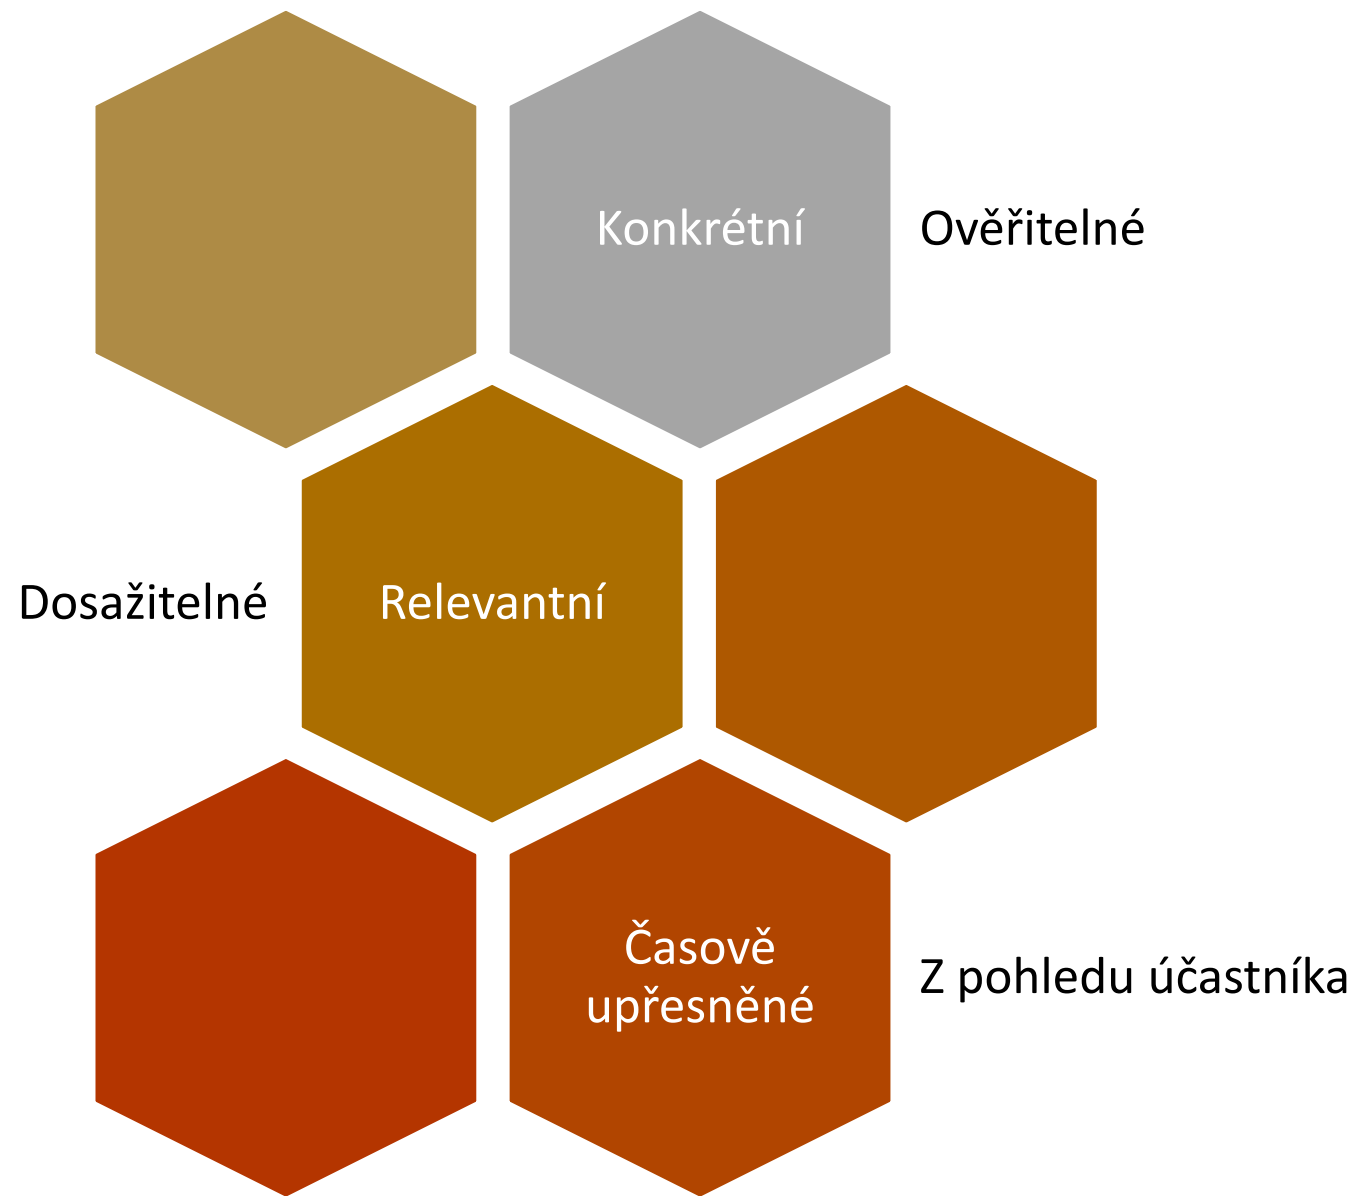 Konkrétní
Ověřitelné
Dosažitelné
Relevantní
Časově
upřesněné
Z pohledu účastníka